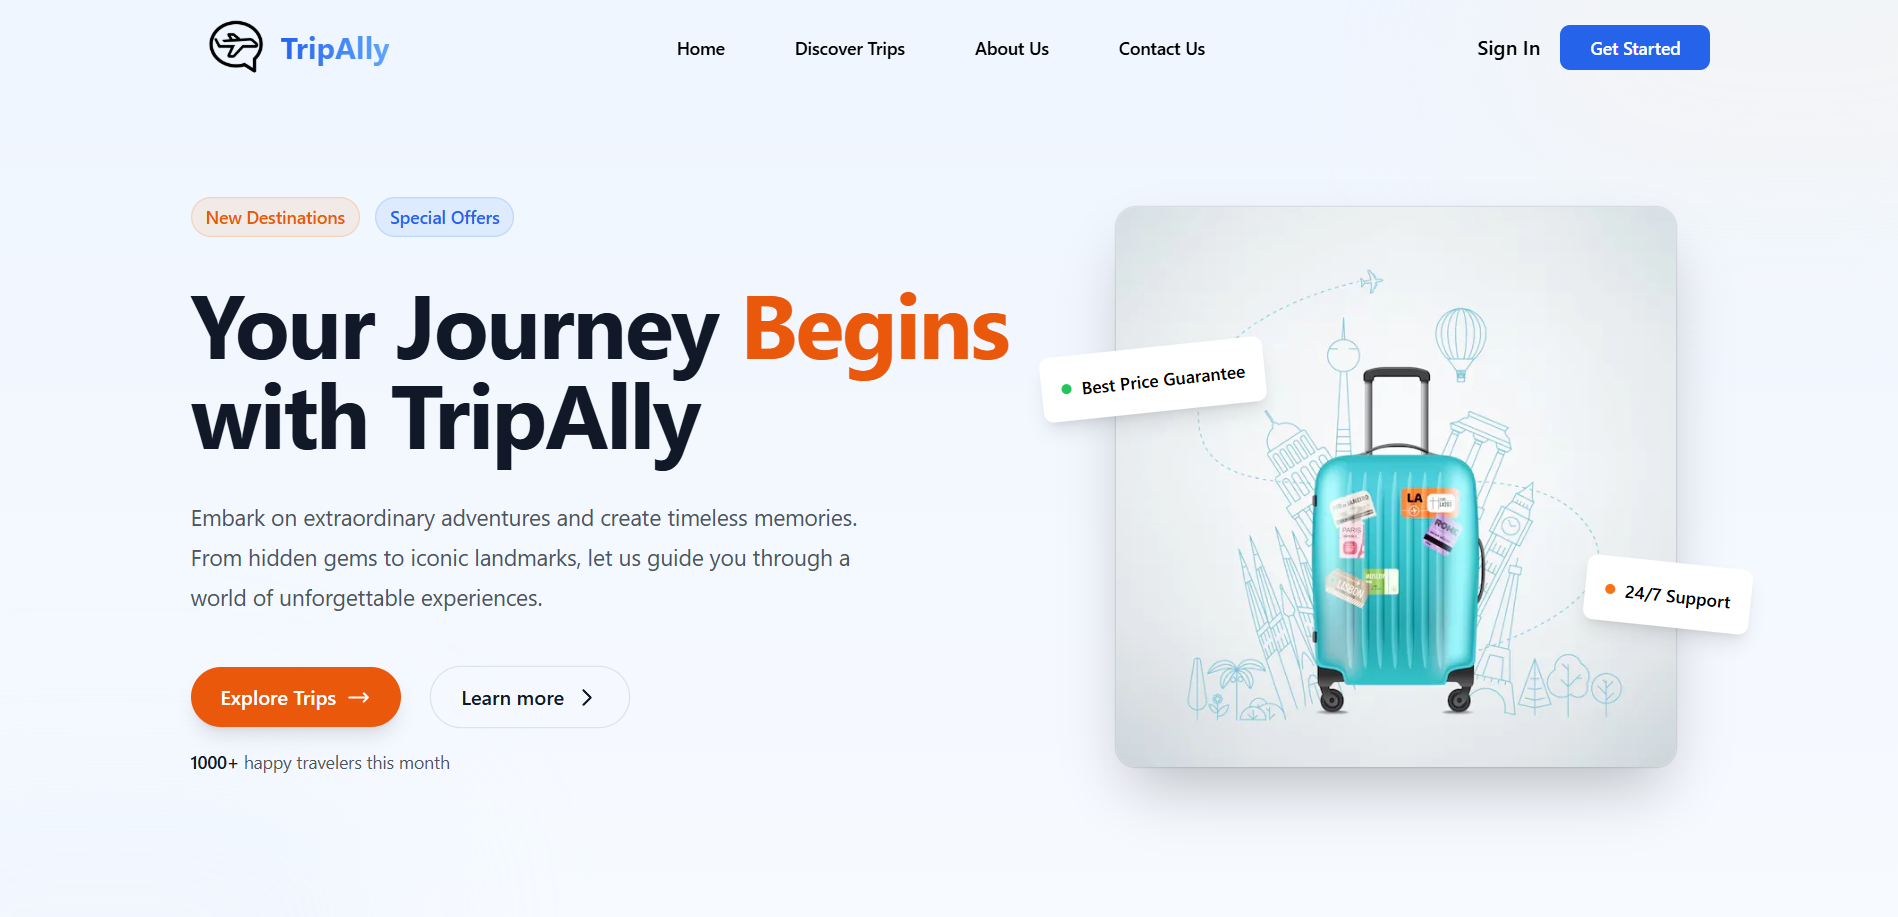 TripAlly
Home
Discover Trips
About Us
Contact Us
Sign In
Get Started
New Destinations
Special Offers
Your Journey Begins
with TripAlly
Embark on extraordinary adventures and create timeless memories.
From hidden gems to iconic landmarks, let us guide you through a
world of unforgettable experiences.
Explore Trips
Learn more
1000+ happy travelers this month
Best Price Guarantee
LA
PARIS
LISBON
24/7 Support